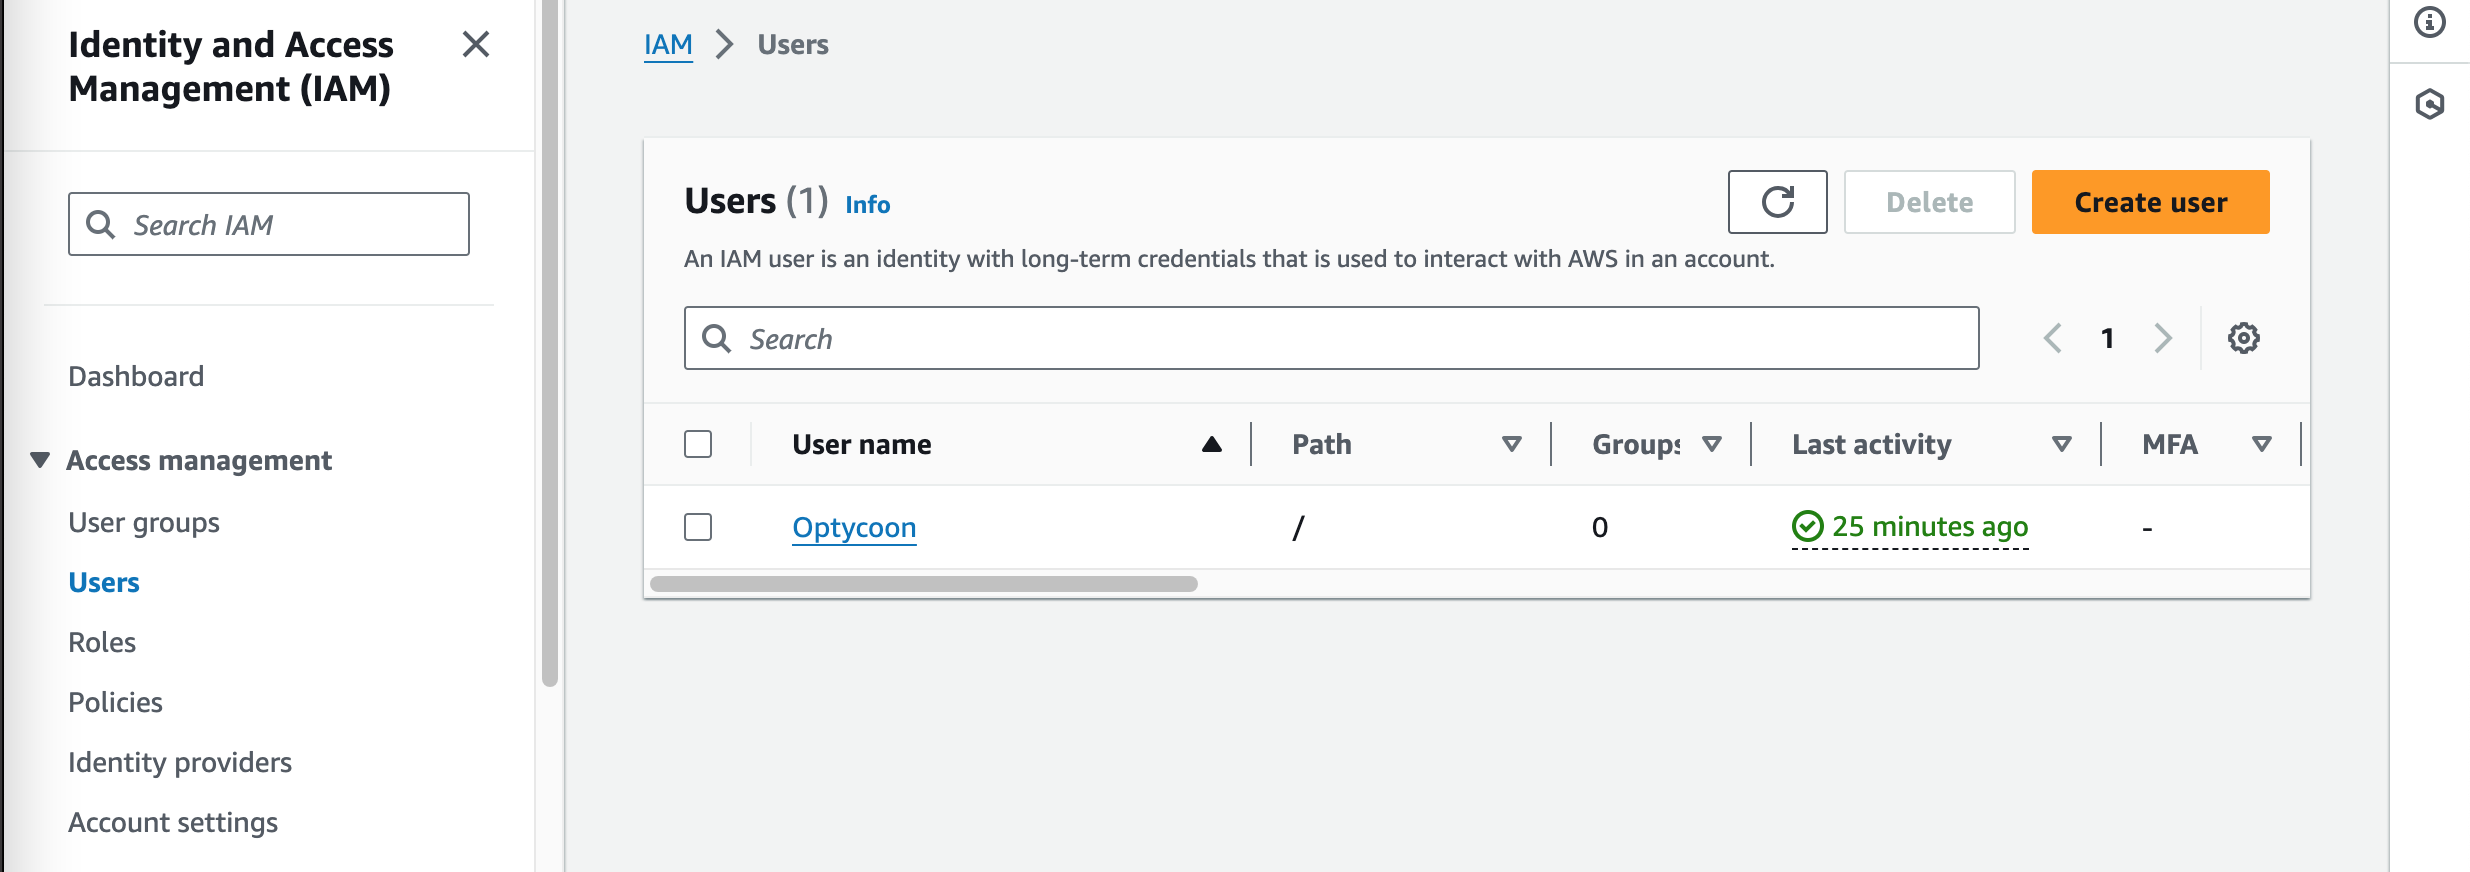 Identity and Access
Management (IAM)
Search IAM
Dashboard
Access management
User groups
Users
Roles
Policies
Identity providers
Account settings
IAM > Users
Users (1) Info
Delete
Create user
An IAM user is an identity with long-term credentials that is used to interact with AWS in an account.
Search
1
User name Path Groups Last activity MFA
Optycoon / 0 25 minutes ago -